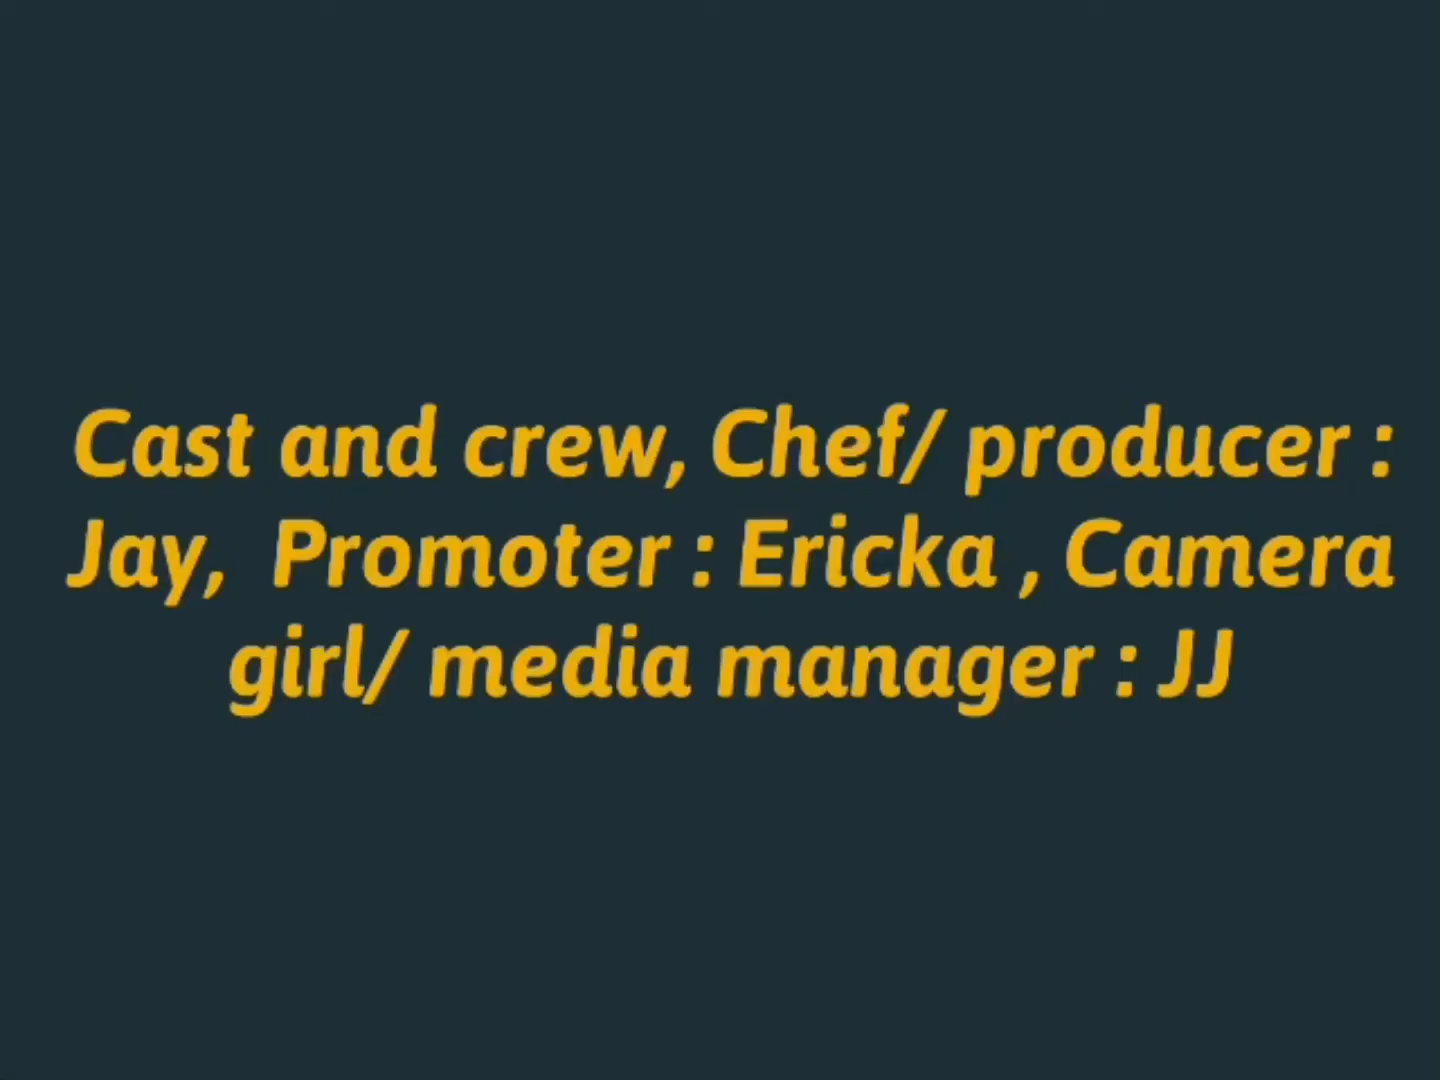 Cast and crew, Chef/ producer :
Jay,  Promoter : Ericka , Camera
girl/ media manager : JJ